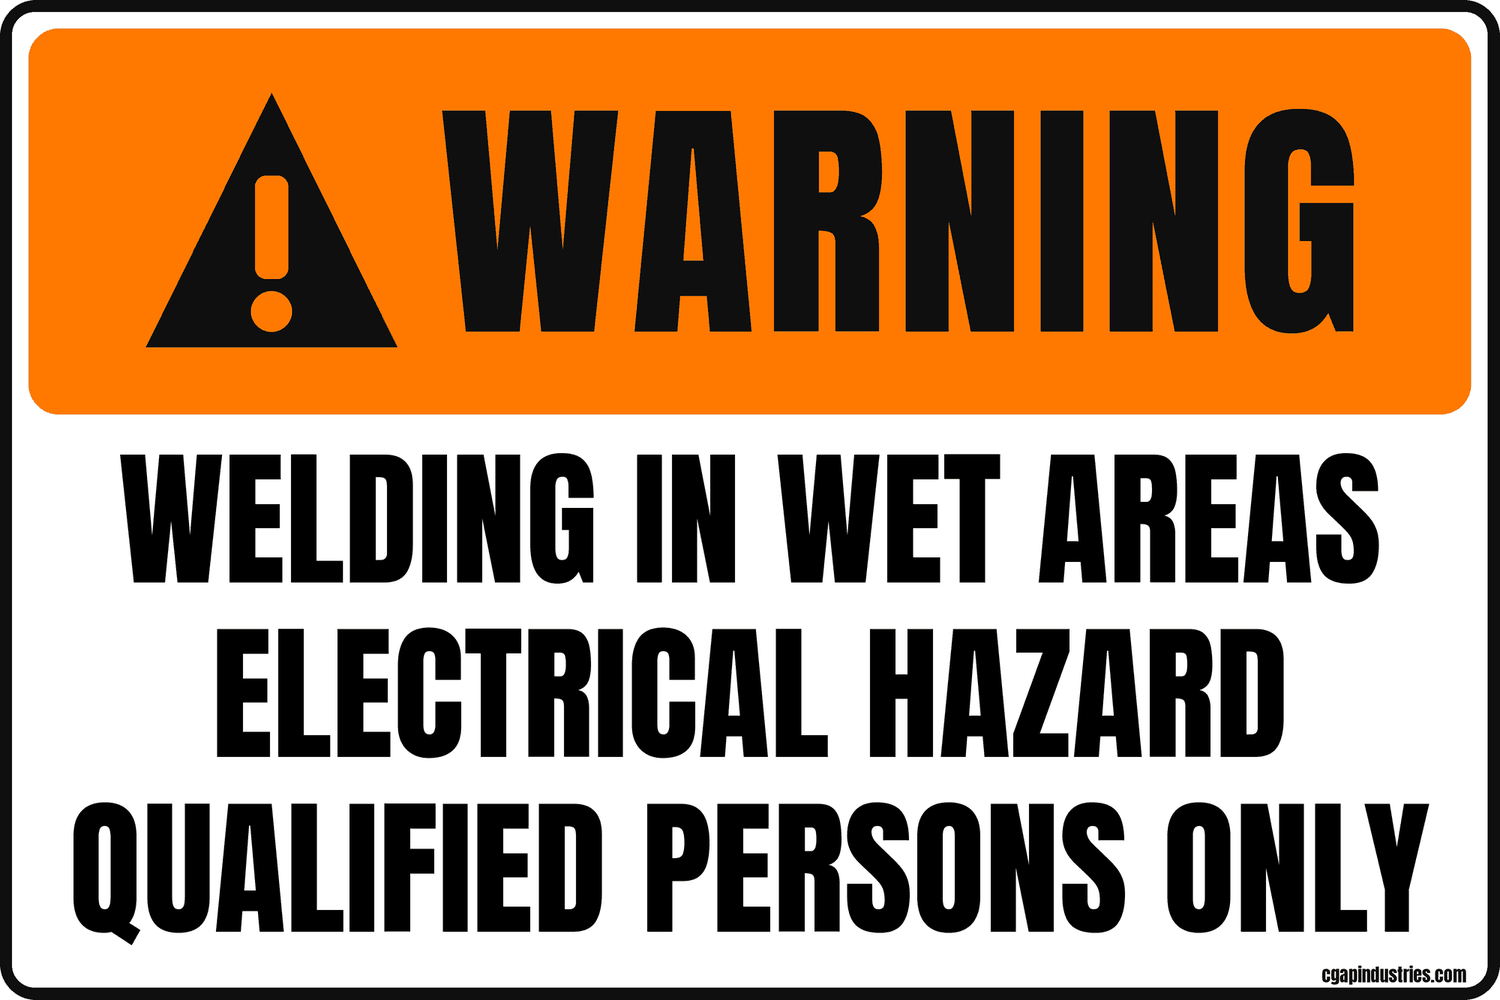 WARNING
WELDING IN WET AREAS
ELECTRICAL HAZARD
QUALIFIED PERSONS ONLY
cgapindustries.com